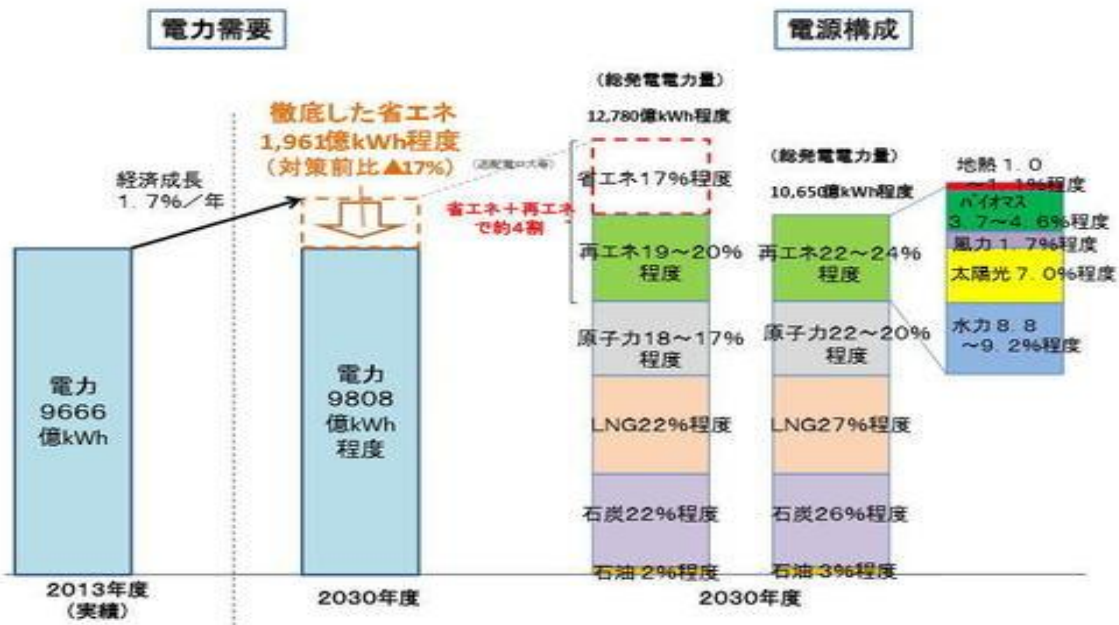 電力需要
電源構成
(総発電電力量)
12,780億kWh程度
徹底した省エネ
1,961億kWh程度
(対策前比▲17%)
(送配電ロス等)
(総発電電力量)
10,650億kWh程度
経済成長
1.7%/年
省エネ+再エネ
で約4割
省エネ17%程度
再エネ19~20%
程度
原子力18~17%
程度
LNG22%程度
石炭22%程度
石油 2%程度
再エネ22~24%
程度
原子力22~20%
程度
LNG27%程度
石炭26%程度
石油 3%程度
地熱 1.0
~1.1%程度
バイオマス
3.7~4.6%程度
風力 1.7%程度
太陽光 7.0%程度
水力 8.8
~9.2%程度
電力
9666
億kWh
電力
9808
億kWh
程度
2013年度
(実績)
2030年度
2030年度